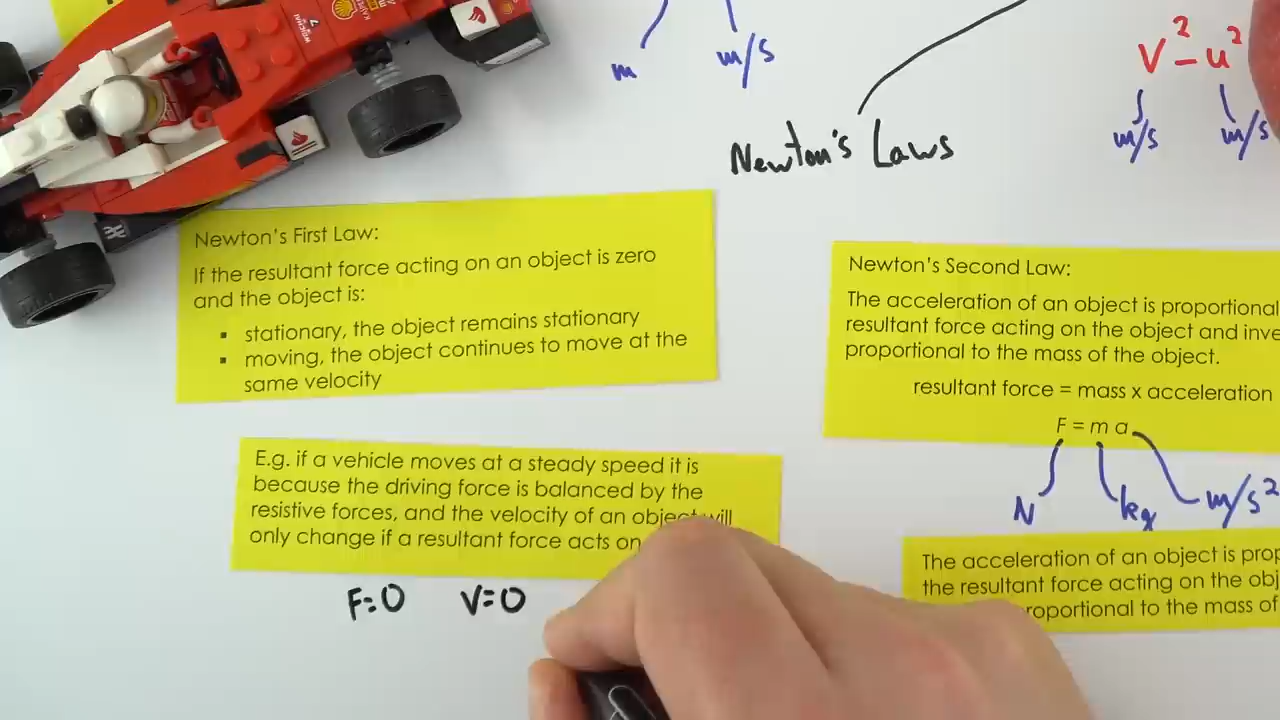 m m/s
v² – u²
m/s m/s
Newton's Laws
Newton's First Law:
If the resultant force acting on an object is zero
and the object is:
▪ stationary, the object remains stationary
▪ moving, the object continues to move at the
same velocity
Newton's Second Law:
The acceleration of an object is proportional
resultant force acting on the object and inve
proportional to the mass of the object.
resultant force = mass x acceleration
F = m a
N kg m/s²
E.g. if a vehicle moves at a steady speed it is
because the driving force is balanced by the
resistive forces, and the velocity of an object will
only change if a resultant force acts on
F=0 V=0
The acceleration of an object is prop
the resultant force acting on the obj
proportional to the mass of